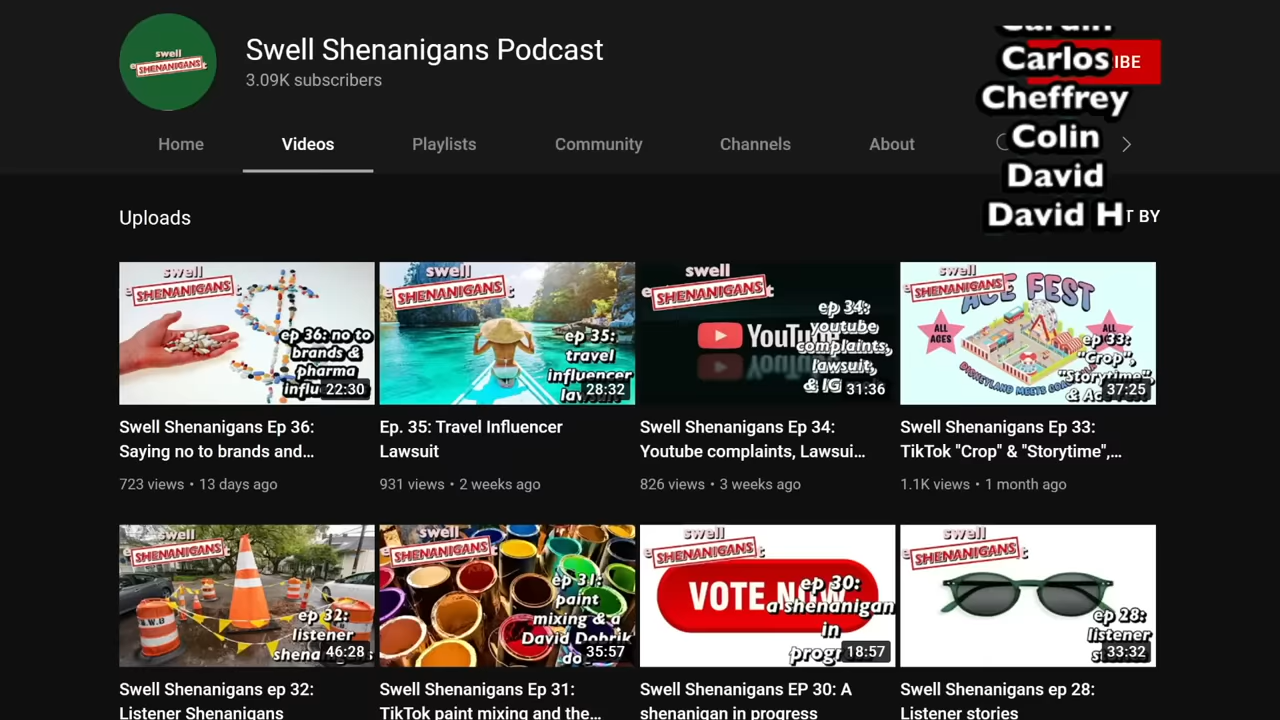 swell
SHENANIGANS
Swell Shenanigans Podcast
3.09K subscribers
Carlos
Cheffrey
Colin
David
David H
IBE
Home
Videos
Playlists
Community
Channels
About
Uploads
T BY
swell
SHENANIGANS
ep 36: no to
brands &
pharma
influ
22:30
swell
SHENANIGANS
ep 35:
travel
influencer
28:32
swell
SHENANIGANS
YouTube
ep 34:
youtube
complaints,
lawsuit,
& IG
31:36
swell
SHENANIGANS
ACE FEST
ALL
AGES
ALL
AGES
DISNEYLAND MEETS
ep 33:
"Crop",
"Storytime"
37:25
Swell Shenanigans Ep 36:
Saying no to brands and...
723 views • 13 days ago
Ep. 35: Travel Influencer
Lawsuit
931 views • 2 weeks ago
Swell Shenanigans Ep 34:
Youtube complaints, Lawsui...
826 views • 3 weeks ago
Swell Shenanigans Ep 33:
TikTok "Crop" & "Storytime",...
1.1K views • 1 month ago
swell
SHENANIGANS
ep 32:
listener
46:28
swell
SHENANIGANS
ep 31:
paint
mixing & a
David Dobrik
35:57
swell
SHENANIGANS
VOTE NOW
ep 30:
a shenanigan
in
progr
18:57
swell
SHENANIGANS
ep 28:
listener
33:32
Swell Shenanigans ep 32:
Listener Shenanigans
Swell Shenanigans Ep 31:
TikTok paint mixing and the...
Swell Shenanigans EP 30: A
shenanigan in progress
Swell Shenanigans ep 28:
Listener stories